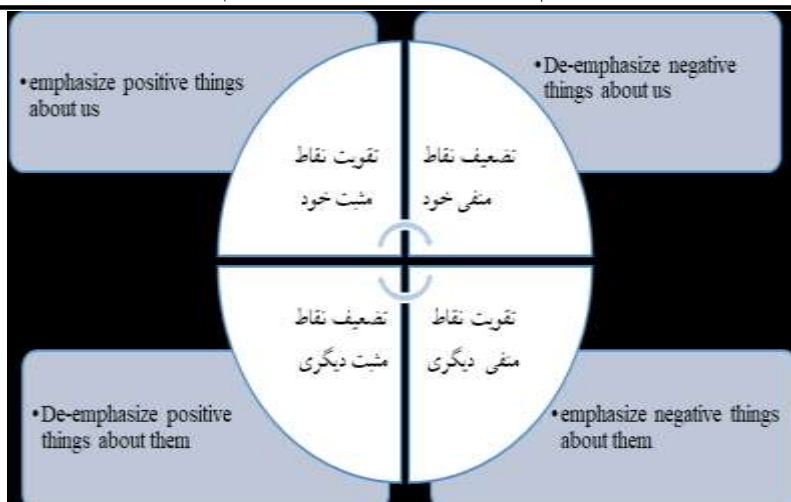 •emphasize positive things
about us
•De-emphasize negative
things about us
تقویت نقاط
مثبت خود
تضعیف نقاط
منفی خود
تضعیف نقاط
مثبت دیگری
تقویت نقاط
منفی دیگری
•De-emphasize positive
things about them
•emphasize negative things
about them